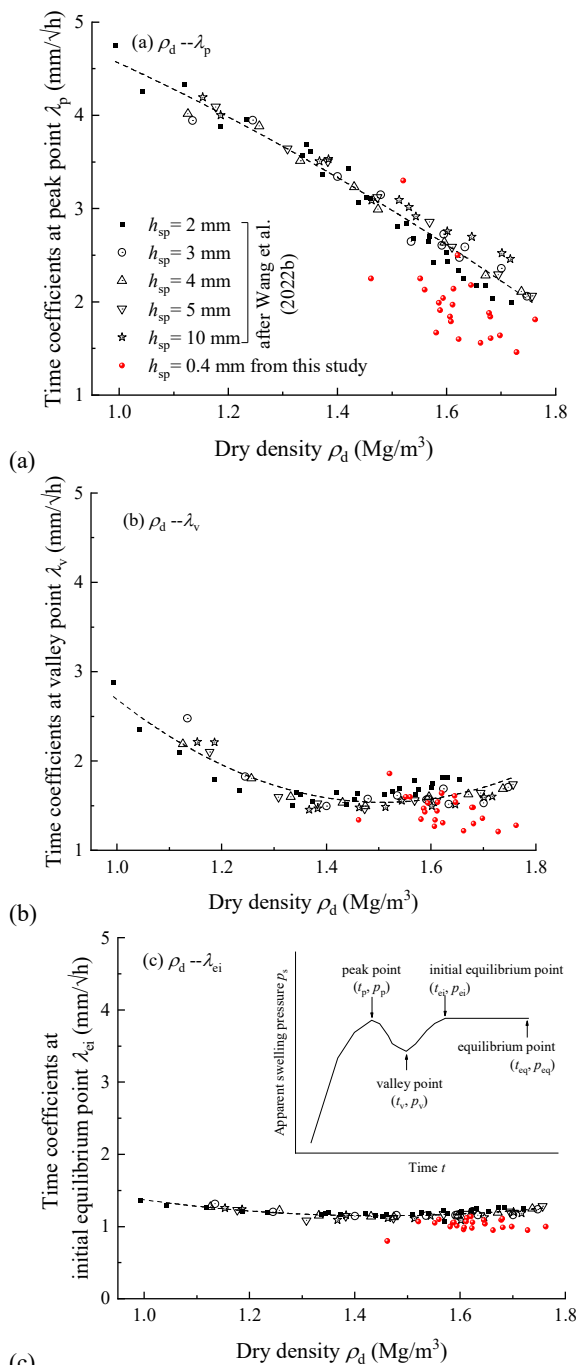 5
(a) ρd --λp
4
3
2
1
Time coefficients at peak point λp (mm/√h)
hsp= 2 mm
hsp= 3 mm
hsp= 4 mm
hsp= 5 mm
hsp= 10 mm
after Wang et al.
(2022b)
hsp= 0.4 mm from this study
1.0 1.2 1.4 1.6 1.8
Dry density ρd (Mg/m³)
(a)
5
(b) ρd --λv
4
3
2
1
0
Time coefficients at valley point λv (mm/√h)
1.0 1.2 1.4 1.6 1.8
Dry density ρd (Mg/m³)
(b)
5
(c) ρd --λei
4
3
2
1
0
Time coefficients at
initial equilibrium point λei (mm/√h)
Apparent swelling pressure ps
peak point
(tp, pp)
initial equilibrium point
(tei, pei)
equilibrium point
(teq, peq)
valley point
(tv, pv)
Time t
1.0 1.2 1.4 1.6 1.8
Dry density ρd (Mg/m³)
(c)